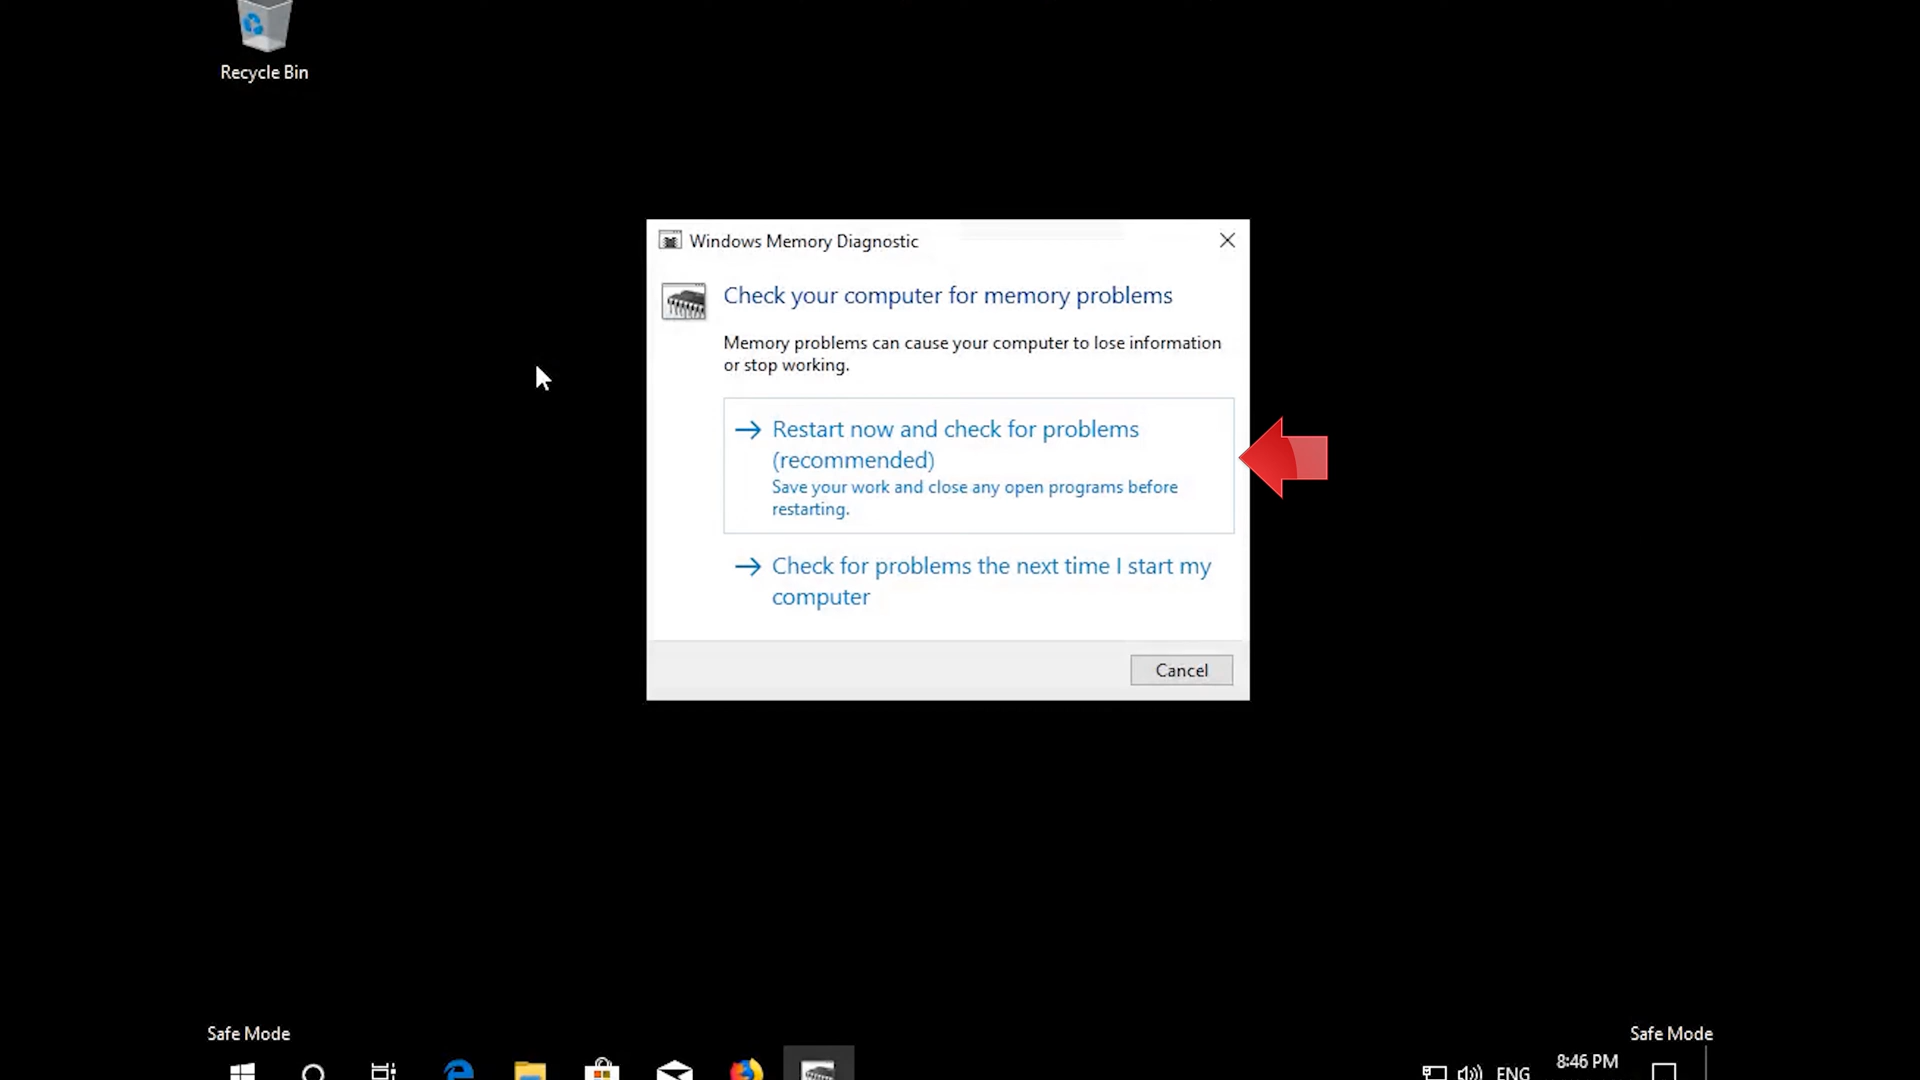 Recycle Bin
Windows Memory Diagnostic
Check your computer for memory problems
Memory problems can cause your computer to lose information
or stop working.
Restart now and check for problems
(recommended)
Save your work and close any open programs before
restarting.
Check for problems the next time I start my
computer
Cancel
Safe Mode
Safe Mode
8:46 PM
ENG